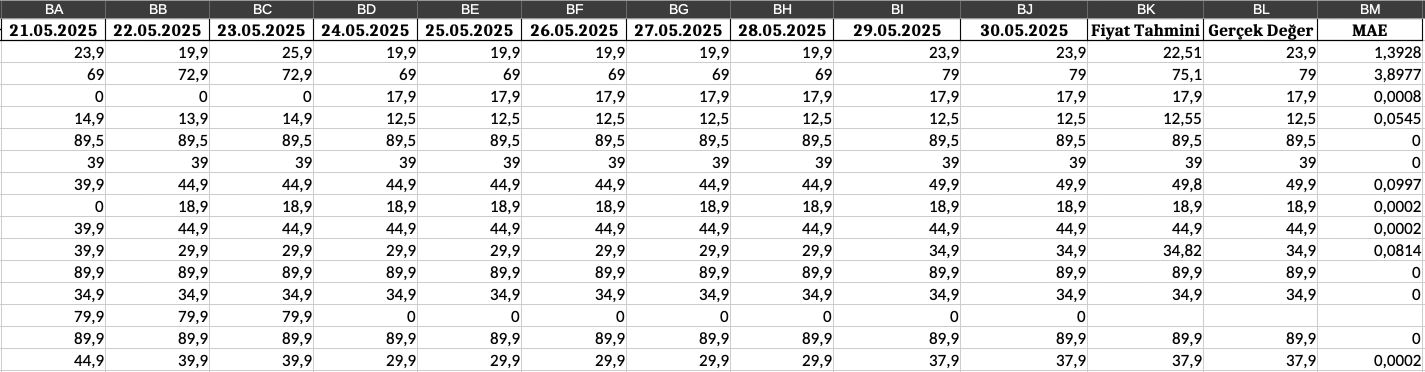 BA BB BC BD BE BF BG BH BI BJ BK BL BM
21.05.2025 22.05.2025 23.05.2025 24.05.2025 25.05.2025 26.05.2025 27.05.2025 28.05.2025 29.05.2025 30.05.2025 Fiyat Tahmini Gerçek Değer MAE
23,9 19,9 25,9 19,9 19,9 19,9 19,9 19,9 23,9 23,9 22,51 23,9 1,3928
69 72,9 72,9 69 69 69 69 69 79 79 75,1 79 3,8977
0 0 0 17,9 17,9 17,9 17,9 17,9 17,9 17,9 17,9 17,9 0,0008
14,9 13,9 14,9 12,5 12,5 12,5 12,5 12,5 12,5 12,5 12,55 12,5 0,0545
89,5 89,5 89,5 89,5 89,5 89,5 89,5 89,5 89,5 89,5 89,5 89,5 0
39 39 39 39 39 39 39 39 39 39 39 39 0
39,9 44,9 44,9 44,9 44,9 44,9 44,9 44,9 49,9 49,9 49,8 49,9 0,0997
0 18,9 18,9 18,9 18,9 18,9 18,9 18,9 18,9 18,9 18,9 18,9 0,0002
39,9 44,9 44,9 44,9 44,9 44,9 44,9 44,9 44,9 44,9 44,9 44,9 0,0002
39,9 29,9 29,9 29,9 29,9 29,9 29,9 29,9 34,9 34,9 34,82 34,9 0,0814
89,9 89,9 89,9 89,9 89,9 89,9 89,9 89,9 89,9 89,9 89,9 89,9 0
34,9 34,9 34,9 34,9 34,9 34,9 34,9 34,9 34,9 34,9 34,9 34,9 0
79,9 79,9 79,9 0 0 0 0 0 0 0
89,9 89,9 89,9 89,9 89,9 89,9 89,9 89,9 89,9 89,9 89,9 89,9 0
44,9 39,9 39,9 29,9 29,9 29,9 29,9 29,9 37,9 37,9 37,9 37,9 0,0002